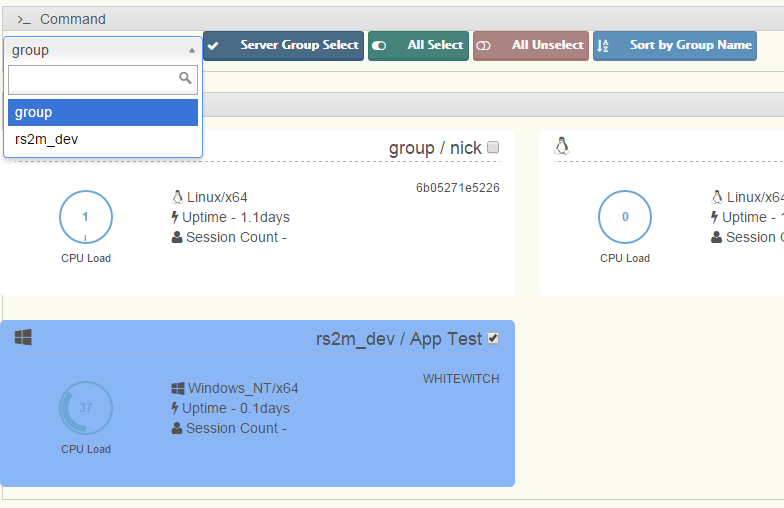 >_ Command
group
Server Group Select
All Select
All Unselect
Sort by Group Name
group
rs2m_dev
group / nick
6b05271e5226
1
CPU Load
Linux/x64
Uptime - 1.1days
Session Count -
0
CPU Load
Linux/x64
Uptime -
Session
rs2m_dev / App Test
WHITEWITCH
37
CPU Load
Windows_NT/x64
Uptime - 0.1days
Session Count -